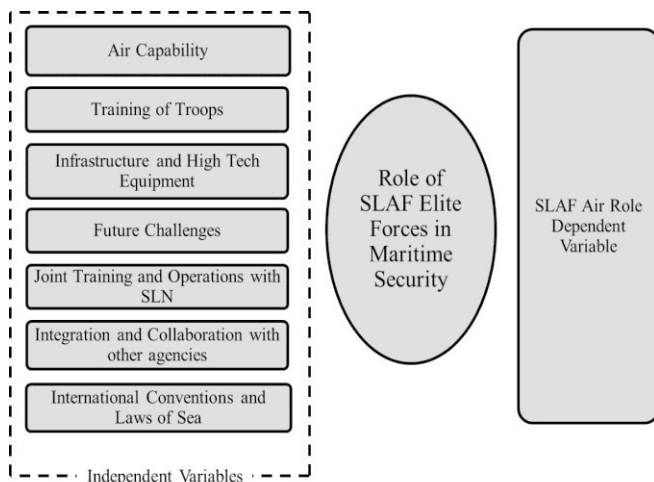 Air Capability
Training of Troops
Infrastructure and High Tech
Equipment
Future Challenges
Joint Training and Operations with
SLN
Integration and Collaboration with
other agencies
International Conventions and
Laws of Sea
Independent Variables
Role of
SLAF Elite
Forces in
Maritime
Security
SLAF Air Role
Dependent
Variable